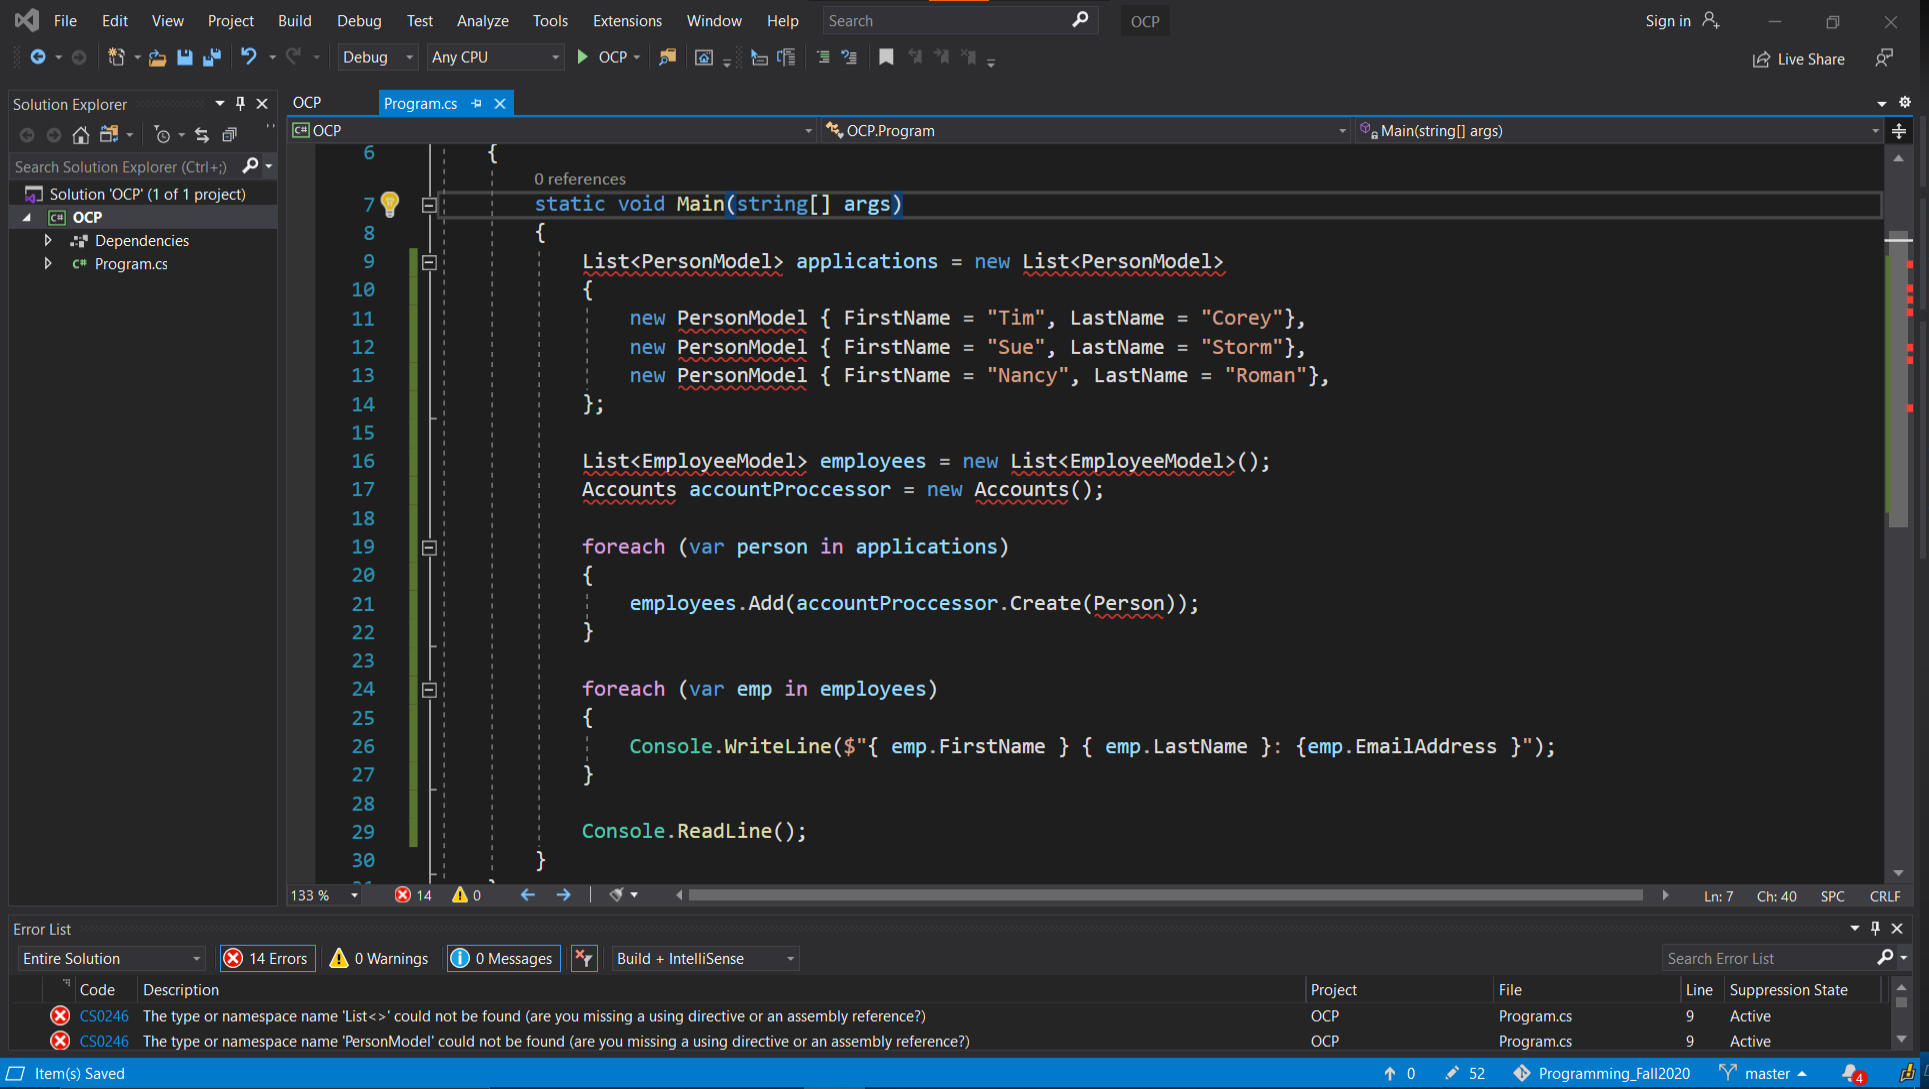 File Edit View Project Build Debug Test Analyze Tools Extensions Window Help Search OCP Sign in
Debug Any CPU OCP Live Share
Solution Explorer
Search Solution Explorer (Ctrl+;)
Solution 'OCP' (1 of 1 project)
C# OCP
Dependencies
C# Program.cs
OCP Program.cs
C# OCP OCP.Program Main(string[] args)
6 {
0 references
7 static void Main(string[] args)
8 {
9 List<PersonModel> applications = new List<PersonModel>
10 {
11 new PersonModel { FirstName = "Tim", LastName = "Corey"},
12 new PersonModel { FirstName = "Sue", LastName = "Storm"},
13 new PersonModel { FirstName = "Nancy", LastName = "Roman"},
14 };
15
16 List<EmployeeModel> employees = new List<EmployeeModel>();
17 Accounts accountProccessor = new Accounts();
18
19 foreach (var person in applications)
20 {
21 employees.Add(accountProccessor.Create(Person));
22 }
23
24 foreach (var emp in employees)
25 {
26 Console.WriteLine($"{ emp.FirstName } { emp.LastName }: {emp.EmailAddress }");
27 }
28
29 Console.ReadLine();
30 }
133 % 14 0 Ln: 7 Ch: 40 SPC CRLF
Error List
Entire Solution 14 Errors 0 Warnings 0 Messages Build + IntelliSense Search Error List
Code Description Project File Line Suppression State
CS0246 The type or namespace name 'List<>' could not be found (are you missing a using directive or an assembly reference?) OCP Program.cs 9 Active
CS0246 The type or namespace name 'PersonModel' could not be found (are you missing a using directive or an assembly reference?) OCP Program.cs 9 Active
Item(s) Saved 0 52 Programming_Fall2020 master 4